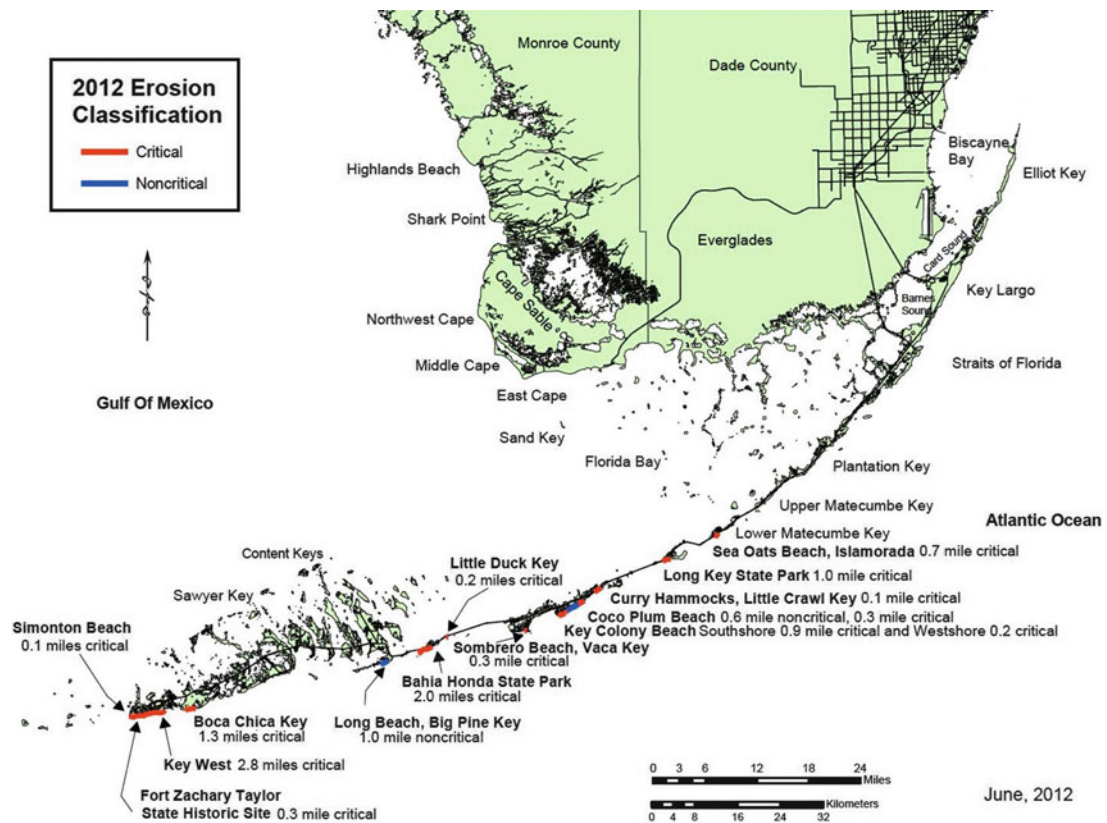 2012 Erosion
Classification
Critical
Noncritical
Monroe County
Dade County
Biscayne
Bay
Elliot Key
Highlands Beach
Shark Point
Everglades
Card Sound
Cape Sable
Key Largo
Barnes
Sound
Northwest Cape
Middle Cape
Straits of Florida
East Cape
Gulf Of Mexico
Sand Key
Florida Bay
Plantation Key
Upper Matecumbe Key
Atlantic Ocean
Lower Matecumbe Key
Sea Oats Beach, Islamorada 0.7 mile critical
Content Keys
Little Duck Key
0.2 miles critical
Long Key State Park 1.0 mile critical
Sawyer Key
Curry Hammocks, Little Crawl Key 0.1 mile critical
Coco Plum Beach 0.6 mile noncritical, 0.3 mile critical
Simonton Beach
0.1 miles critical
Key Colony Beach Southshore 0.9 mile critical and Westshore 0.2 critical
Sombrero Beach, Vaca Key
0.3 mile critical
Bahia Honda State Park
2.0 miles critical
Boca Chica Key
1.3 miles critical
Long Beach, Big Pine Key
1.0 mile noncritical
Key West 2.8 miles critical
Fort Zachary Taylor
State Historic Site 0.3 mile critical
0 3 6 12 18 24
Miles
Kilometers
0 4 8 16 24 32
June, 2012